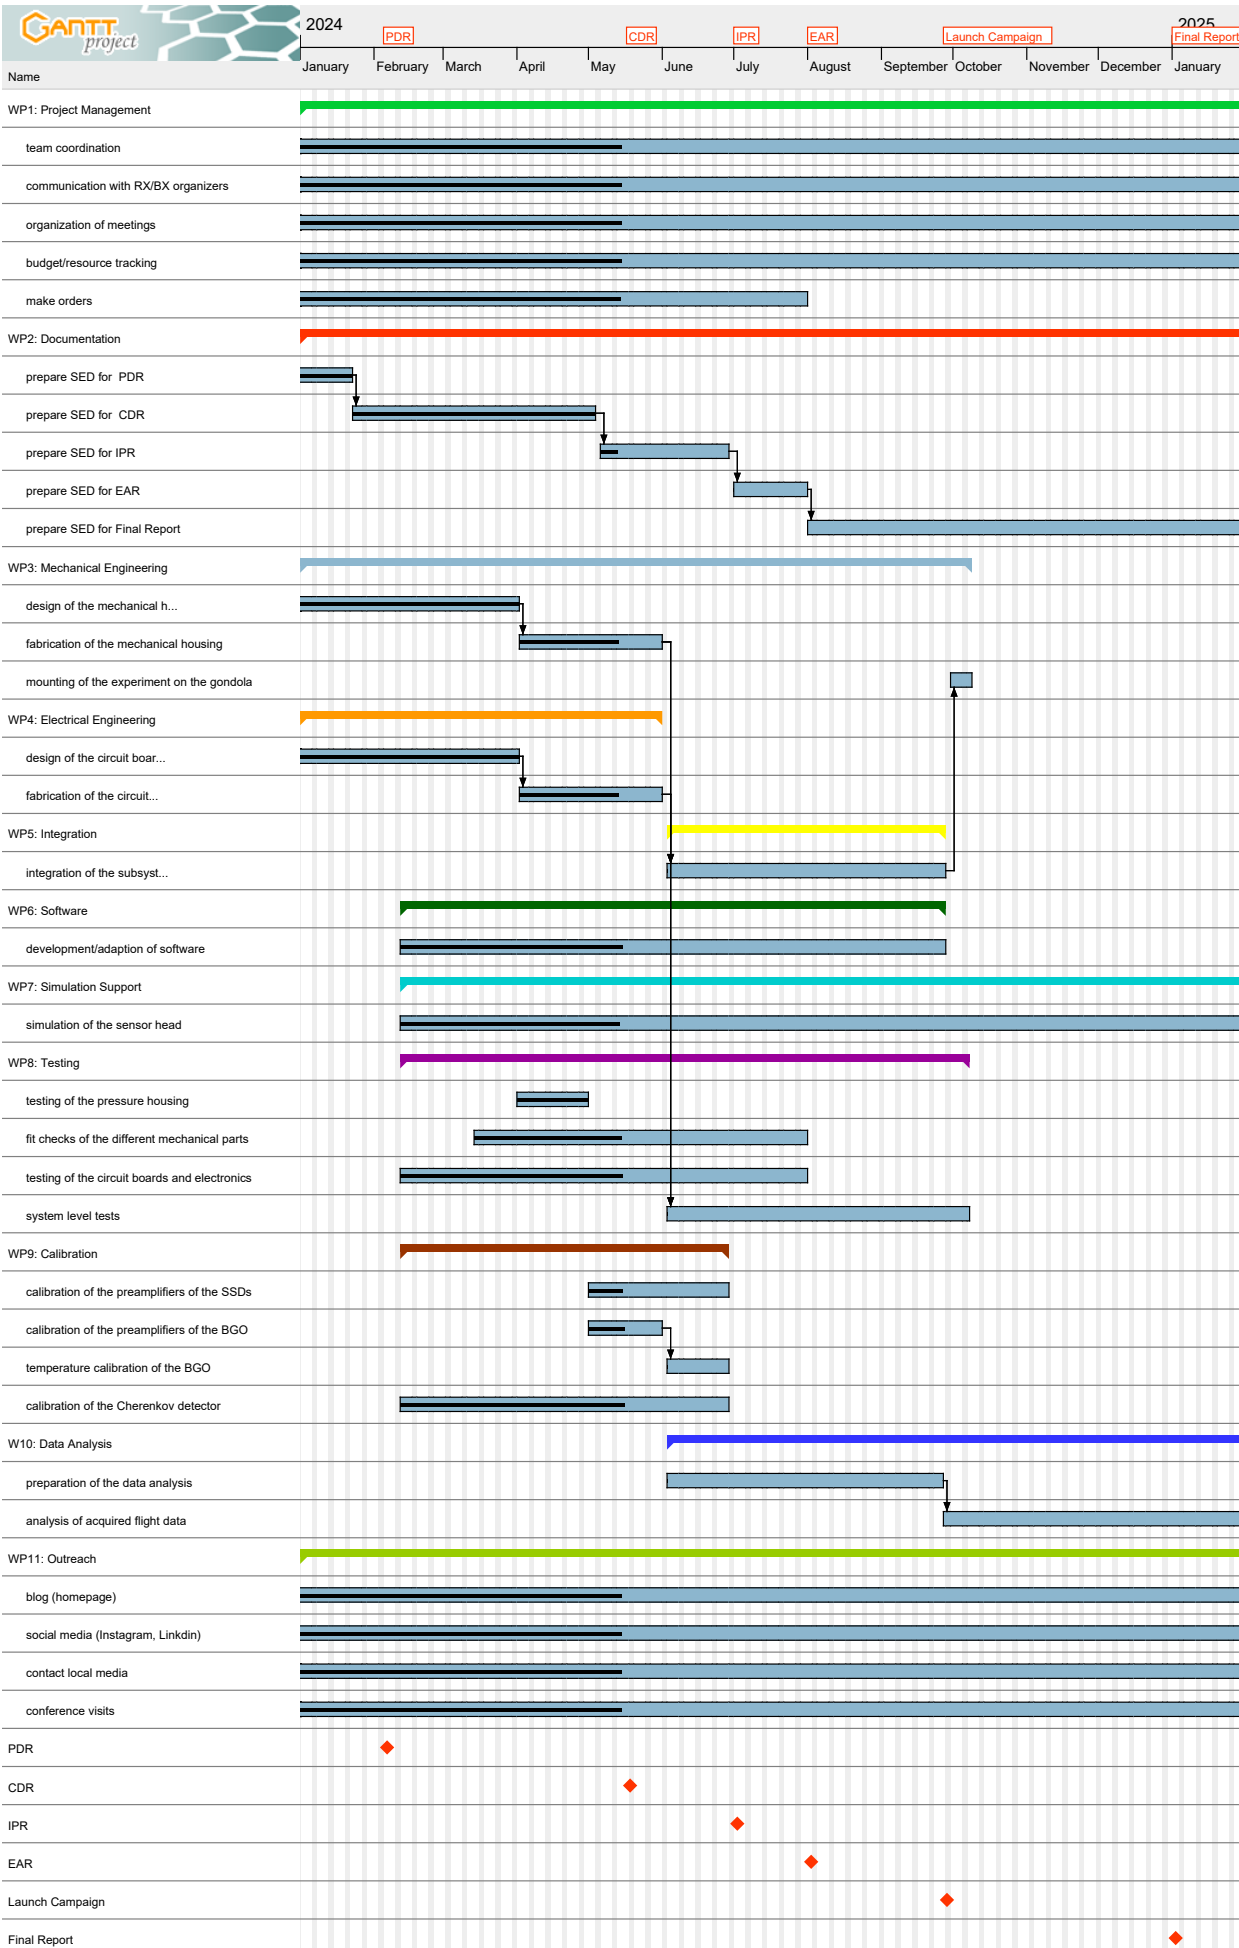 GANTT
project
2024
2025
PDR
CDR
IPR
EAR
Launch Campaign
Final Report
Name
January
February
March
April
May
June
July
August
September
October
November
December
January
WP1: Project Management
team coordination
communication with RX/BX organizers
organization of meetings
budget/resource tracking
make orders
WP2: Documentation
prepare SED for PDR
prepare SED for CDR
prepare SED for IPR
prepare SED for EAR
prepare SED for Final Report
WP3: Mechanical Engineering
design of the mechanical h...
fabrication of the mechanical housing
mounting of the experiment on the gondola
WP4: Electrical Engineering
design of the circuit boar...
fabrication of the circuit...
WP5: Integration
integration of the subsyst...
WP6: Software
development/adaption of software
WP7: Simulation Support
simulation of the sensor head
WP8: Testing
testing of the pressure housing
fit checks of the different mechanical parts
testing of the circuit boards and electronics
system level tests
WP9: Calibration
calibration of the preamplifiers of the SSDs
calibration of the preamplifiers of the BGO
temperature calibration of the BGO
calibration of the Cherenkov detector
W10: Data Analysis
preparation of the data analysis
analysis of acquired flight data
WP11: Outreach
blog (homepage)
social media (Instagram, Linkdin)
contact local media
conference visits
PDR
CDR
IPR
EAR
Launch Campaign
Final Report